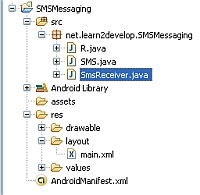 SMSMessaging
src
net.learn2develop.SMSMessaging
R.java
SMS.java
SmsReceiver.java
Android Library
assets
res
drawable
layout
main.xml
values
AndroidManifest.xml